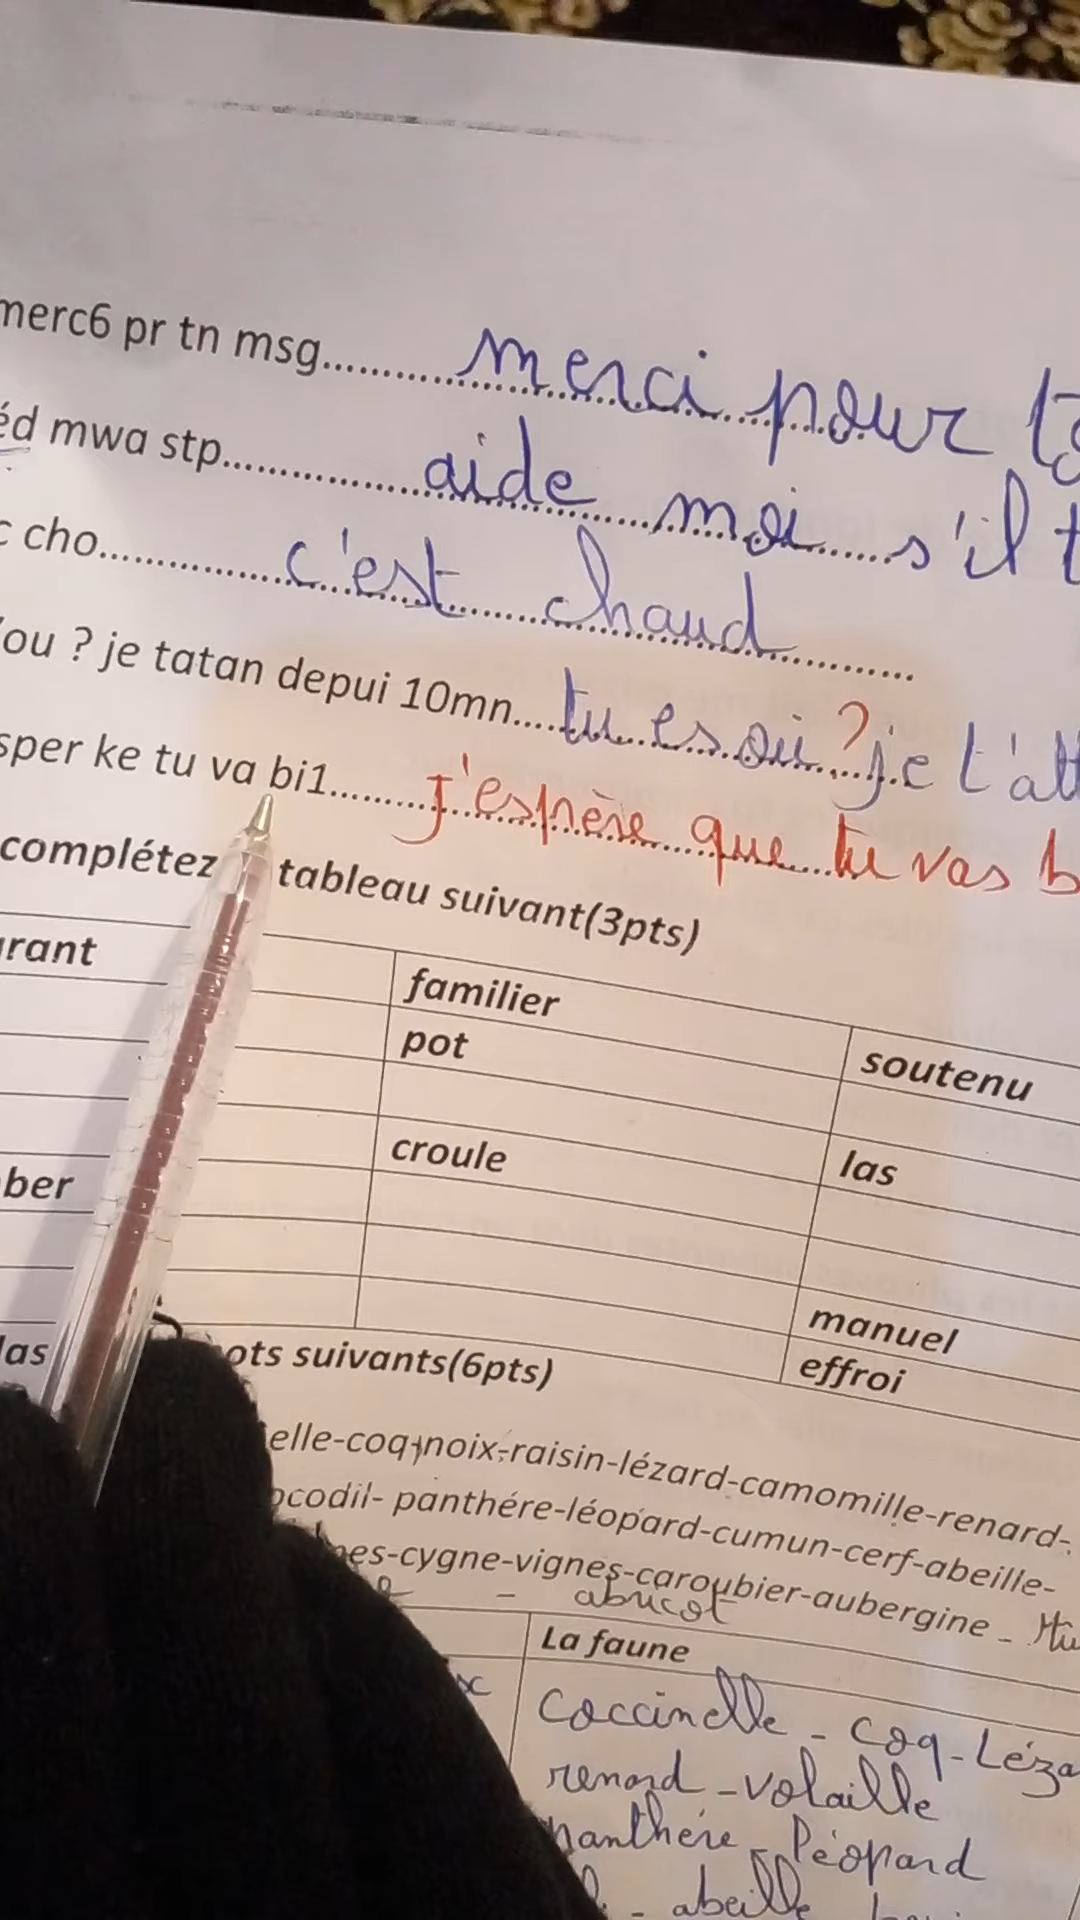 merc6 pr tn msg.................. merci pour
éd mwa stp.................. aide moi s'il t
c cho.................. c'est chaud
ou ? je tatan depui 10mn.... tu es où ? je t'att
sper ke tu va bi1......... j'espère que tu vas b
complétez tableau suivant(3pts)
rant familier soutenu
pot
las
croule
ber
manuel
effroi
las ots suivants(6pts)
elle-coq-noix-raisin-lézard-camomille-renard-
ocodil- panthére-léopard-cumun-cerf-abeille-
nes-cygne-vignes-caroubier-aubergine -
- abricot
La faune
Coccinelle - coq - Léza
renard - volaille
panthére - Léopard
- abeille